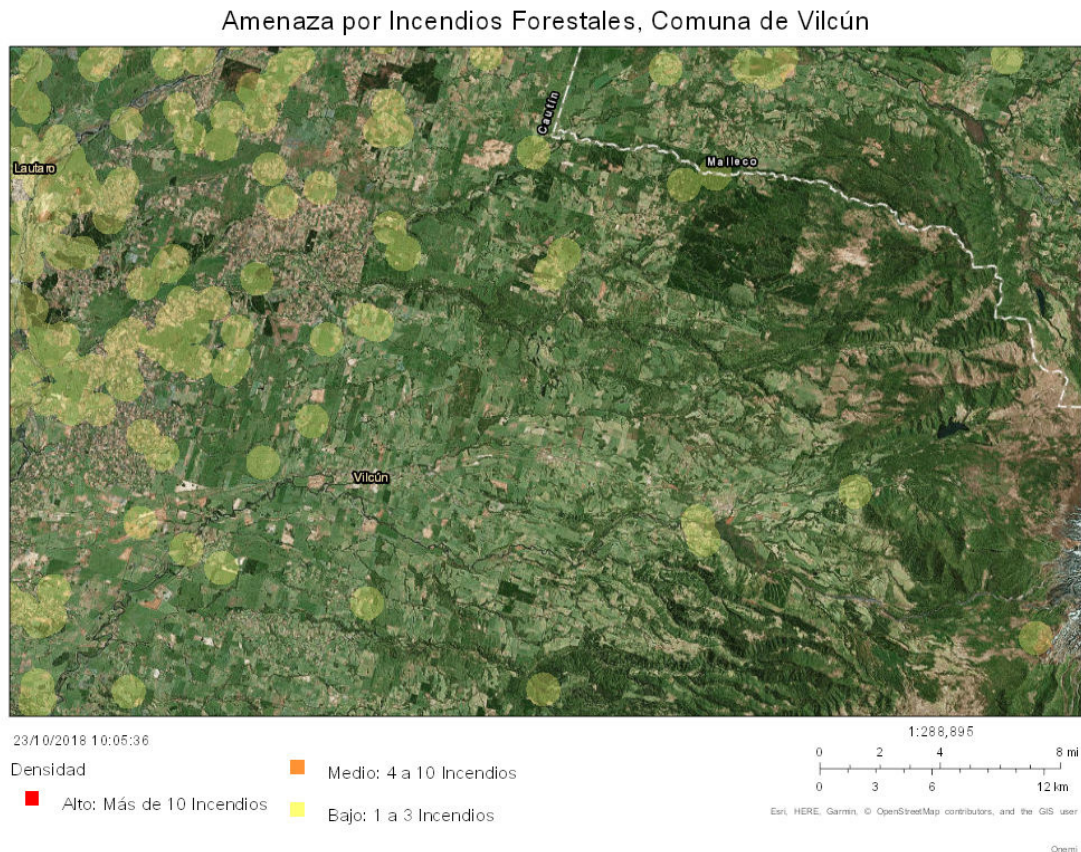 Amenaza por Incendios Forestales, Comuna de Vilcún
Cautín
Malleco
Lautaro
Vilcún
23/10/2018 10:05:36
Densidad
Alto: Más de 10 Incendios
Medio: 4 a 10 Incendios
Bajo: 1 a 3 Incendios
1:288,895
0 2 4 8 mi
0 3 6 12 km
Esri, HERE, Garmin, © OpenStreetMap contributors, and the GIS user
Onemi